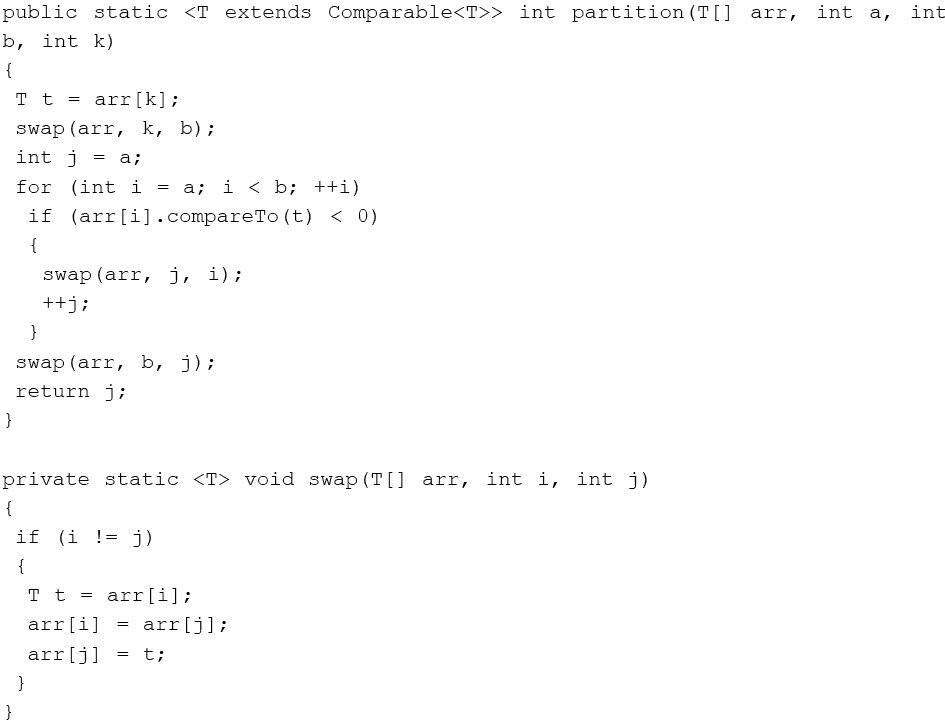 public static <T extends Comparable<T>> int partition(T[] arr, int a, int
b, int k)
{
 T t = arr[k];
 swap(arr, k, b);
 int j = a;
 for (int i = a; i < b; ++i)
  if (arr[i].compareTo(t) < 0)
  {
   swap(arr, j, i);
   ++j;
  }
 swap(arr, b, j);
 return j;
}

private static <T> void swap(T[] arr, int i, int j)
{
 if (i != j)
 {
  T t = arr[i];
  arr[i] = arr[j];
  arr[j] = t;
 }
}